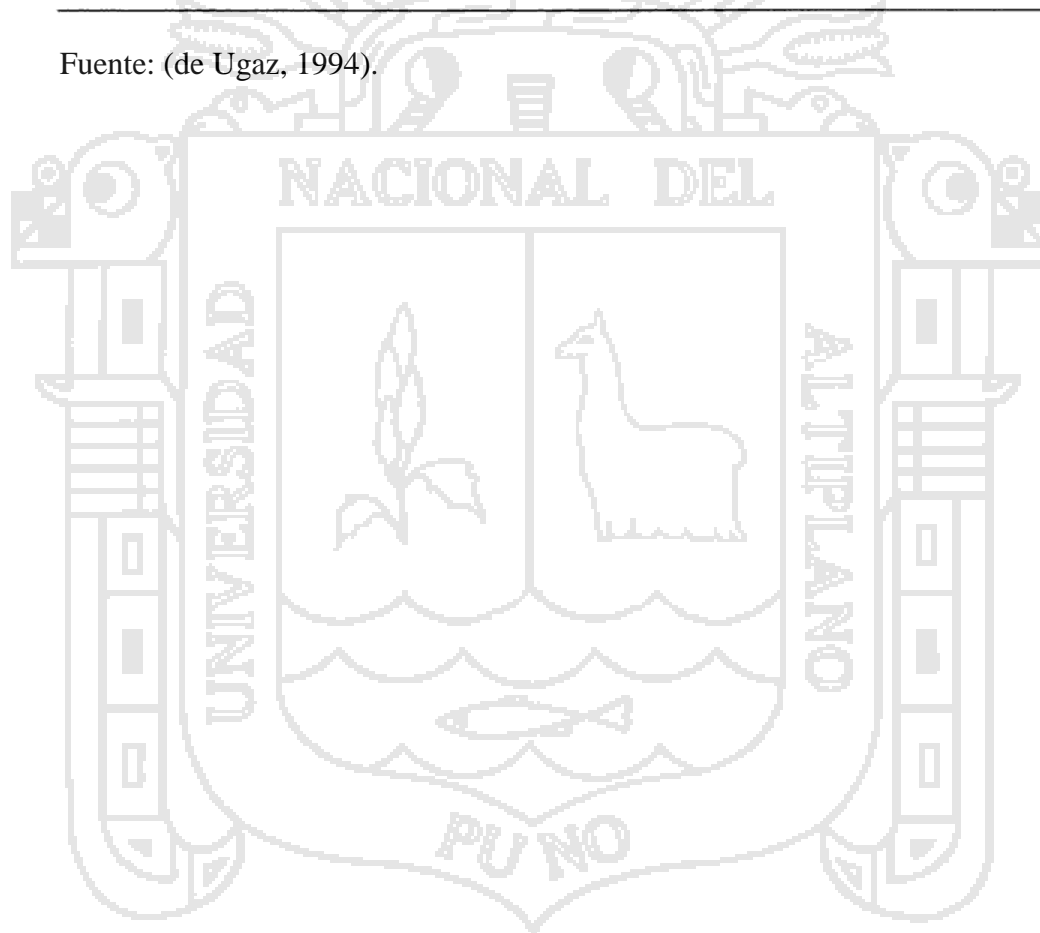 Fuente: (de Ugaz, 1994).
NACIONAL DEL
UNIVERSIDAD
ALTIPLANO
PUNO